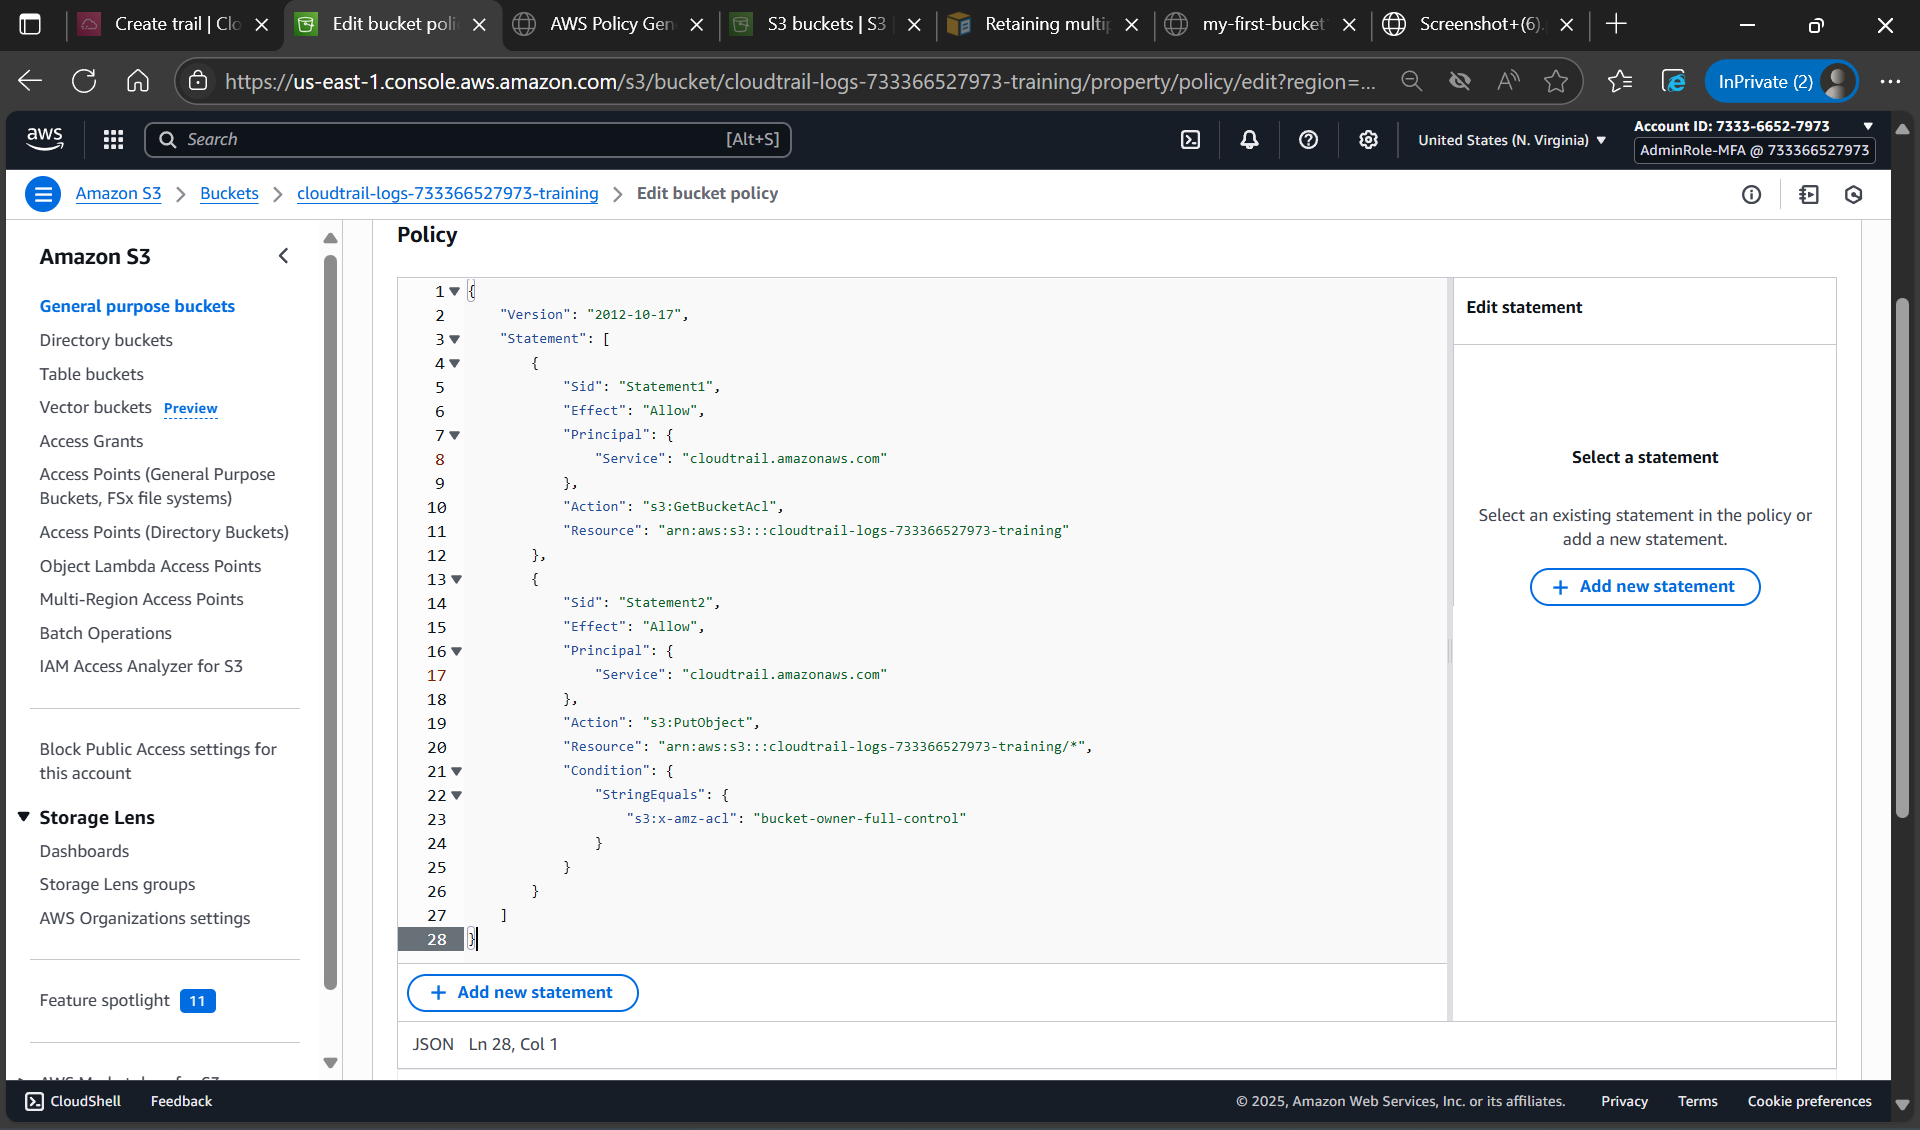 Create trail | Clo
Edit bucket poli
AWS Policy Gen
S3 buckets | S3
Retaining multip
my-first-bucket
Screenshot+(6).
https://us-east-1.console.aws.amazon.com/s3/bucket/cloudtrail-logs-733366527973-training/property/policy/edit?region=...
InPrivate (2)
aws
Search
[Alt+S]
United States (N. Virginia)
Account ID: 7333-6652-7973
AdminRole-MFA @ 733366527973
Amazon S3 > Buckets > cloudtrail-logs-733366527973-training > Edit bucket policy
Amazon S3
General purpose buckets
Directory buckets
Table buckets
Vector buckets Preview
Access Grants
Access Points (General Purpose
Buckets, FSx file systems)
Access Points (Directory Buckets)
Object Lambda Access Points
Multi-Region Access Points
Batch Operations
IAM Access Analyzer for S3
Block Public Access settings for
this account
Storage Lens
Dashboards
Storage Lens groups
AWS Organizations settings
Feature spotlight 11
Policy
1 {
2 "Version": "2012-10-17",
3 "Statement": [
4 {
5 "Sid": "Statement1",
6 "Effect": "Allow",
7 "Principal": {
8 "Service": "cloudtrail.amazonaws.com"
9 },
10 "Action": "s3:GetBucketAcl",
11 "Resource": "arn:aws:s3:::cloudtrail-logs-733366527973-training"
12 },
13 {
14 "Sid": "Statement2",
15 "Effect": "Allow",
16 "Principal": {
17 "Service": "cloudtrail.amazonaws.com"
18 },
19 "Action": "s3:PutObject",
20 "Resource": "arn:aws:s3:::cloudtrail-logs-733366527973-training/*",
21 "Condition": {
22 "StringEquals": {
23 "s3:x-amz-acl": "bucket-owner-full-control"
24 }
25 }
26 }
27 ]
28 }
+ Add new statement
JSON Ln 28, Col 1
Edit statement
Select a statement
Select an existing statement in the policy or
add a new statement.
+ Add new statement
CloudShell
Feedback
© 2025, Amazon Web Services, Inc. or its affiliates.
Privacy
Terms
Cookie preferences